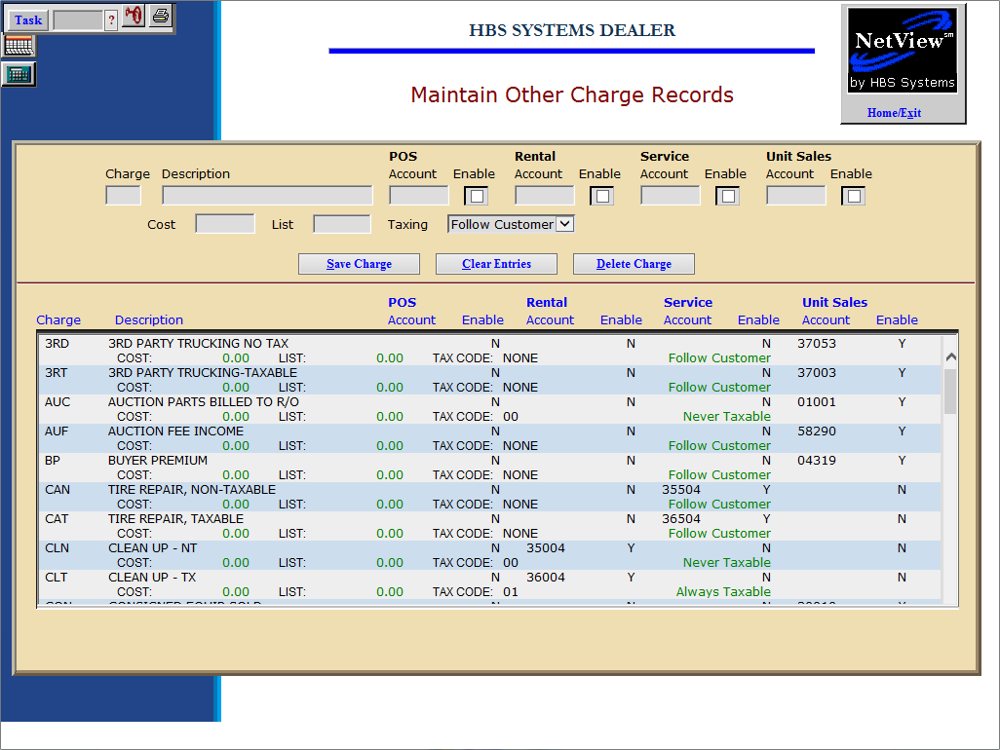 Task ?
HBS SYSTEMS DEALER
NetView℠
by HBS Systems
Home/Exit
Maintain Other Charge Records
POS Rental Service Unit Sales
Charge Description Account Enable Account Enable Account Enable Account Enable
Cost List Taxing Follow Customer
Save Charge Clear Entries Delete Charge
POS Rental Service Unit Sales
Charge Description Account Enable Account Enable Account Enable Account Enable
3RD 3RD PARTY TRUCKING NO TAX N N N 37053 Y
COST: 0.00 LIST: 0.00 TAX CODE: NONE Follow Customer
3RT 3RD PARTY TRUCKING-TAXABLE N N N 37003 Y
COST: 0.00 LIST: 0.00 TAX CODE: NONE Follow Customer
AUC AUCTION PARTS BILLED TO R/O N N N 01001 Y
COST: 0.00 LIST: 0.00 TAX CODE: 00 Never Taxable
AUF AUCTION FEE INCOME N N N 58290 Y
COST: 0.00 LIST: 0.00 TAX CODE: NONE Follow Customer
BP BUYER PREMIUM N N N 04319 Y
COST: 0.00 LIST: 0.00 TAX CODE: NONE Follow Customer
CAN TIRE REPAIR, NON-TAXABLE N N 35504 Y N
COST: 0.00 LIST: 0.00 TAX CODE: NONE Follow Customer
CAT TIRE REPAIR, TAXABLE N N 36504 Y N
COST: 0.00 LIST: 0.00 TAX CODE: NONE Follow Customer
CLN CLEAN UP - NT N 35004 Y N N
COST: 0.00 LIST: 0.00 TAX CODE: 00 Never Taxable
CLT CLEAN UP - TX N 36004 Y N N
COST: 0.00 LIST: 0.00 TAX CODE: 01 Always Taxable